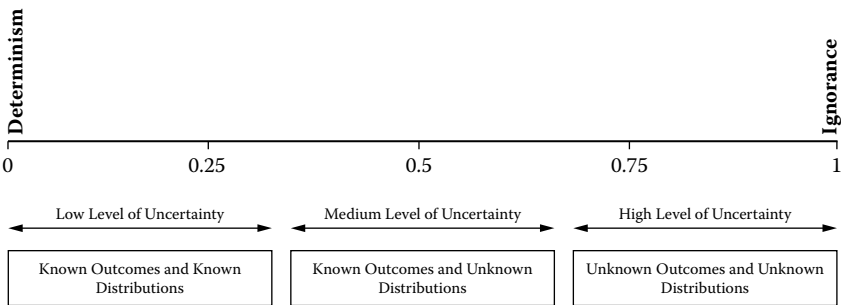 Determinism
Ignorance
0
0.25
0.5
0.75
1
Low Level of Uncertainty
Medium Level of Uncertainty
High Level of Uncertainty
Known Outcomes and Known
Distributions
Known Outcomes and Unknown
Distributions
Unknown Outcomes and Unknown
Distributions